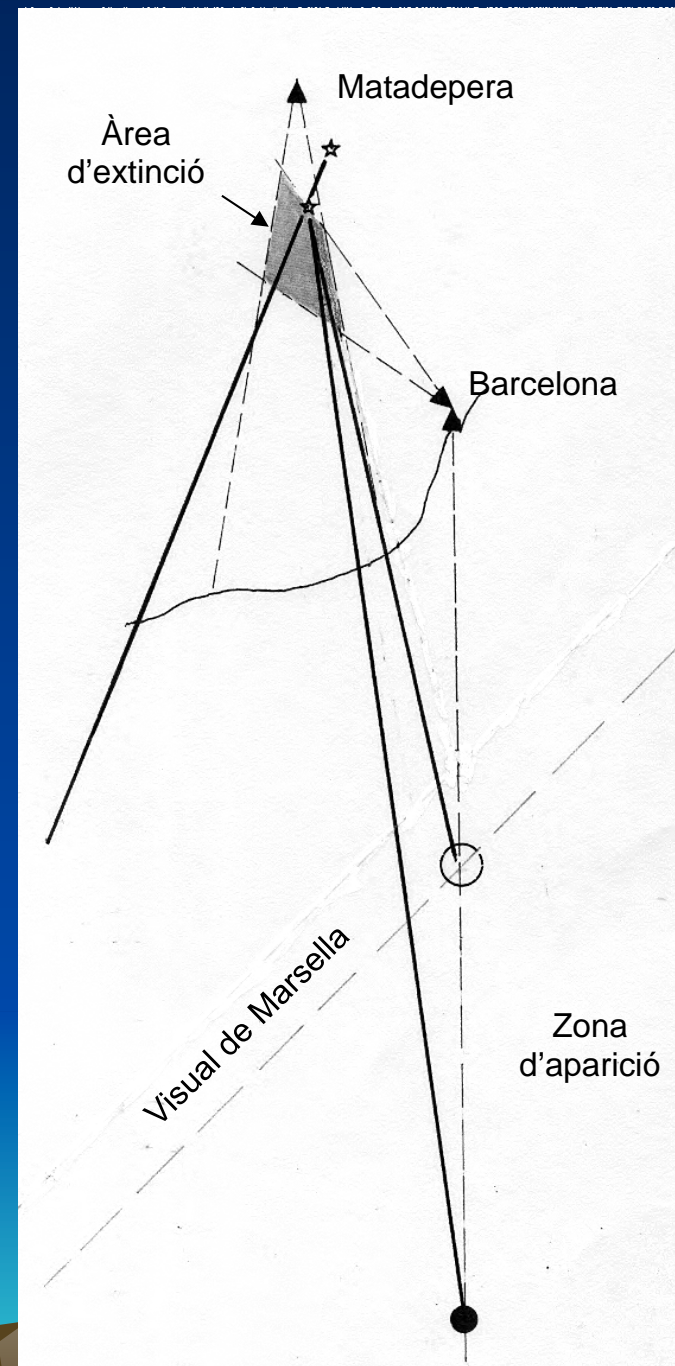 Matadepera
Àrea
d'extinció
Barcelona
Visual de Marsella
Zona
d'aparició